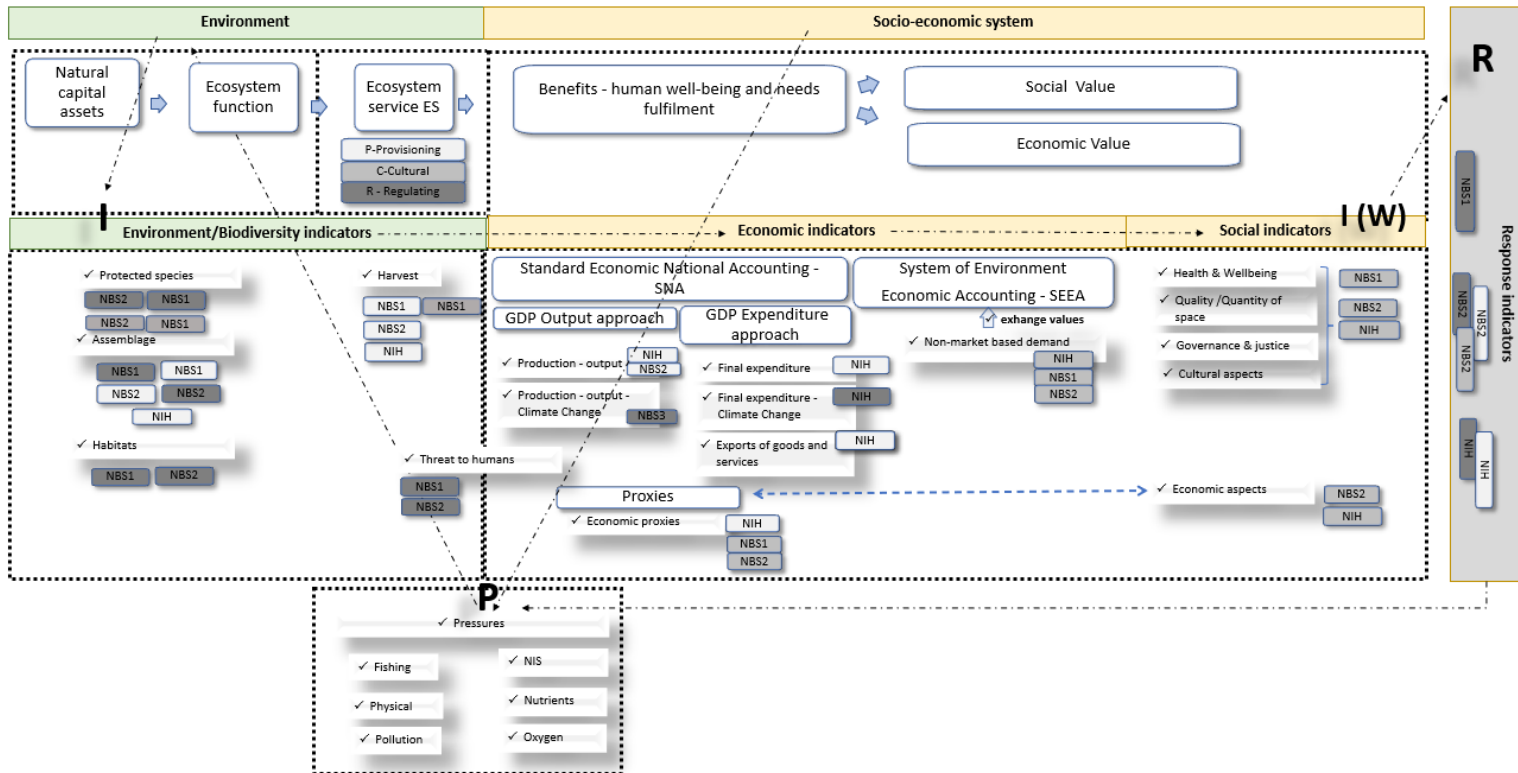 Environment
Socio-economic system
R
Natural
capital
assets
Ecosystem
function
Ecosystem
service ES
P-Provisioning
C-Cultural
R - Regulating
Benefits - human well-being and needs
fulfilment
Social Value
Economic Value
I
I (W)
Environment/Biodiversity indicators
Economic indicators
Social indicators
✓ Protected species
NBS2 NBS1
NBS2 NBS1
✓ Assemblage
NBS1 NBS1
NBS2 NBS2
NIH
✓ Habitats
NBS1 NBS2
✓ Harvest
NBS1 NBS1
NBS2
NIH
✓ Threat to humans
NBS1
NBS2
Standard Economic National Accounting -
SNA
GDP Output approach
GDP Expenditure
approach
✓ Production - output
NIH
NBS2
✓ Production - output -
Climate Change
NBS3
✓ Final expenditure
NIH
✓ Final expenditure -
Climate Change
NIH
✓ Exports of goods and
services
NIH
System of Environment
Economic Accounting - SEEA
✓ exhange values
✓ Non-market based demand
NIH
NBS1
NBS2
Proxies
✓ Economic proxies
NIH
NBS1
NBS2
✓ Health & Wellbeing
✓ Quality /Quantity of
space
✓ Governance & justice
✓ Cultural aspects
NBS1
NBS2
NIH
✓ Economic aspects
NBS2
NIH
Response indicators
NBS1
NBS2
NBS2
NBS2
NIH
NIH
P
✓ Pressures
✓ Fishing
✓ NIS
✓ Physical
✓ Nutrients
✓ Pollution
✓ Oxygen